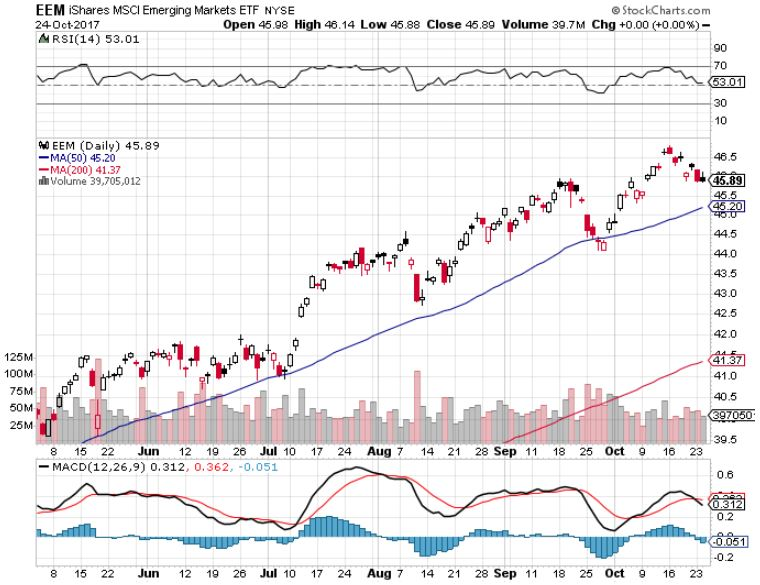 EEM iShares MSCI Emerging Markets ETF NYSE
© StockCharts.com
24-Oct-2017
Open 45.98 High 46.14 Low 45.88 Close 45.89 Volume 39.7M Chg +0.00 (+0.00%)
RSI(14) 53.01
90
70
53.01
30
10
EEM (Daily) 45.89
MA(50) 45.20
MA(200) 41.37
Volume 39,705,012
46.5
45.89
45.5
45.20
45.0
44.5
44.0
43.5
43.0
42.5
42.0
41.37
41.0
40.5
39.5
125M
100M
75M
50M
25M
397050
8 15 22 Jun 12 19 26 Jul 10 17 24 Aug 7 14 21 28 Sep 11 18 25 Oct 9 16 23
MACD(12,26,9) 0.312, 0.362, -0.051
0.6
0.312
0.2
-0.051
-0.2
8 15 22 Jun 12 19 26 Jul 10 17 24 Aug 7 14 21 28 Sep 11 18 25 Oct 9 16 23